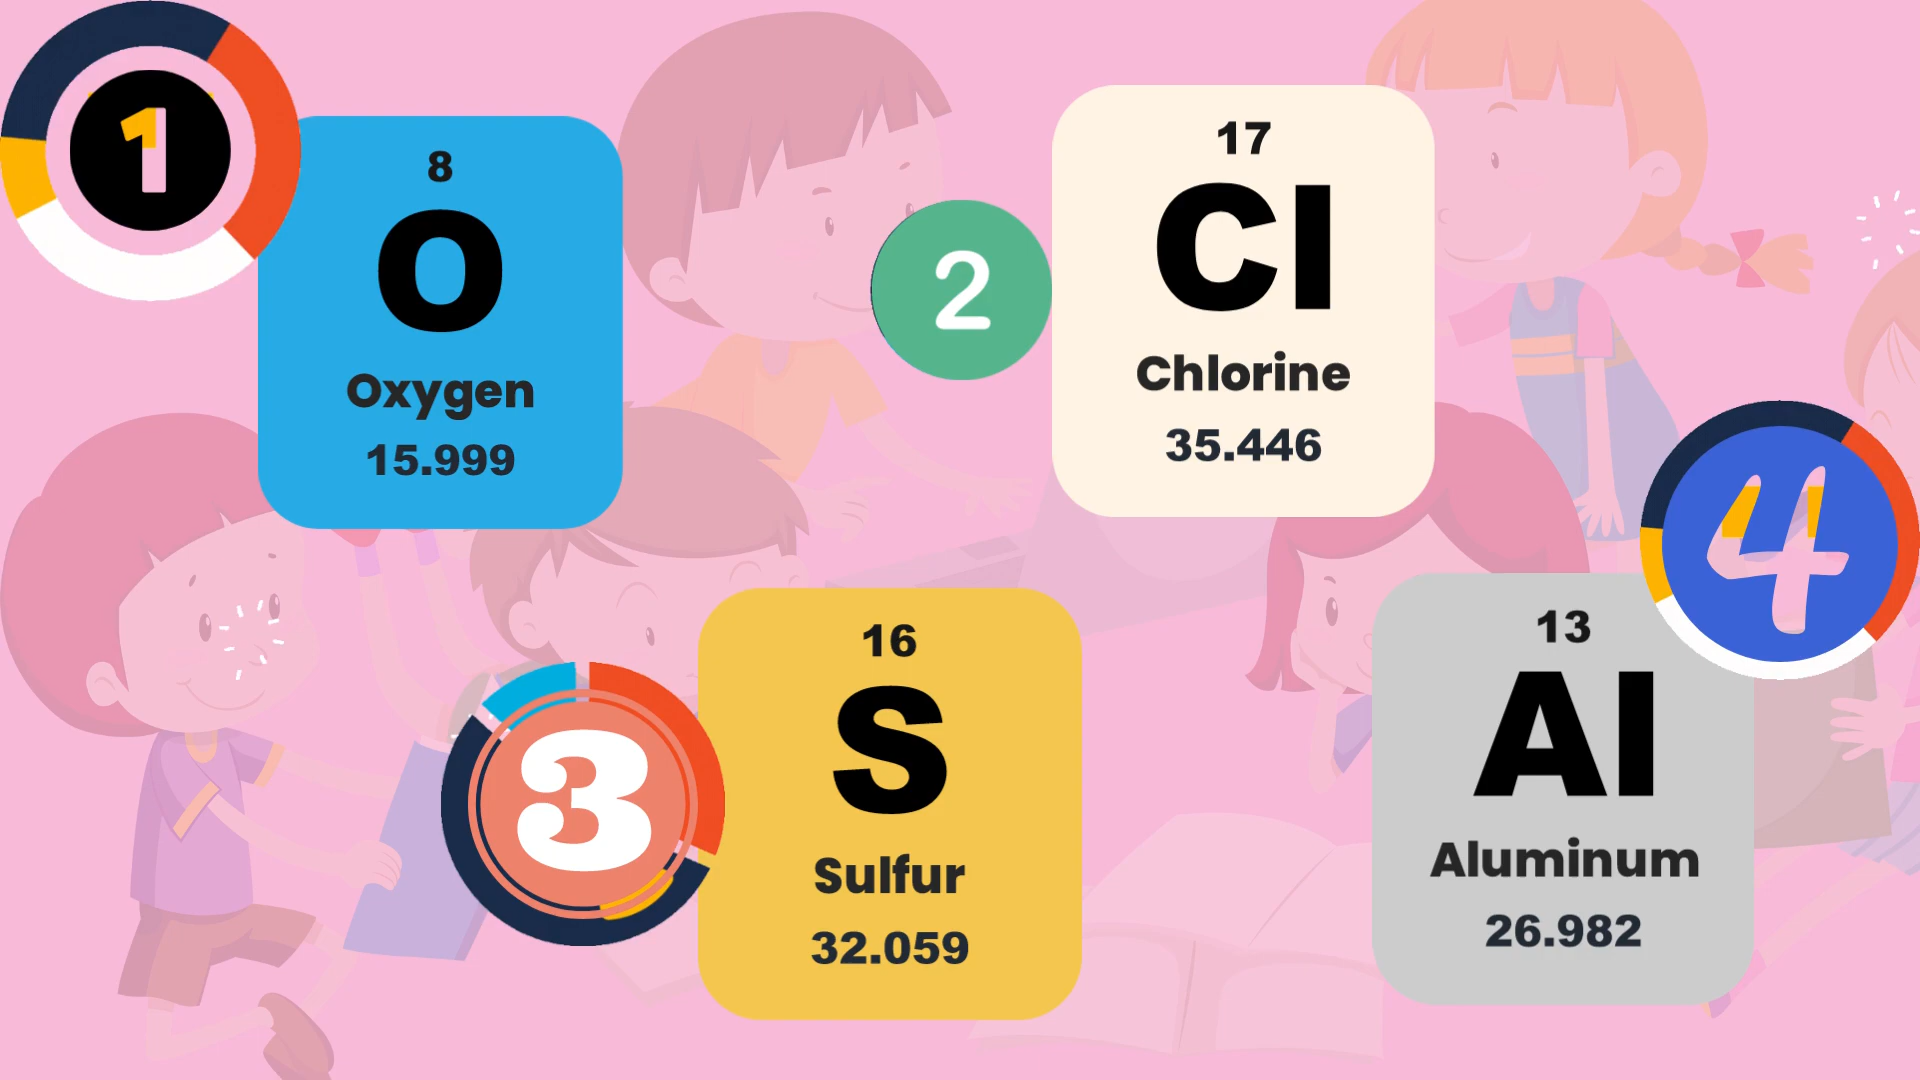 1
8
O
Oxygen
15.999
2
17
Cl
Chlorine
35.446
3
16
S
Sulfur
32.059
4
13
Al
Aluminum
26.982